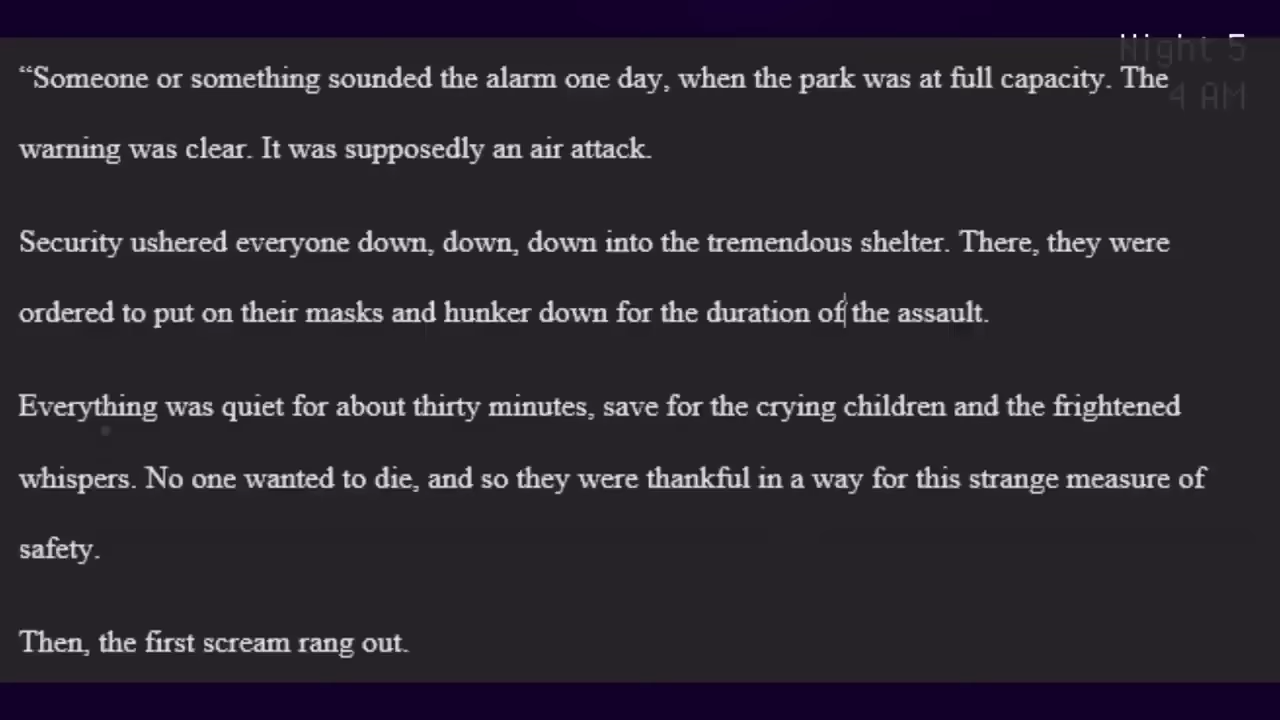 Night 5
“Someone or something sounded the alarm one day, when the park was at full capacity. The
4 AM
warning was clear. It was supposedly an air attack.
Security ushered everyone down, down, down into the tremendous shelter. There, they were
ordered to put on their masks and hunker down for the duration of the assault.
Everything was quiet for about thirty minutes, save for the crying children and the frightened
whispers. No one wanted to die, and so they were thankful in a way for this strange measure of
safety.
Then, the first scream rang out.